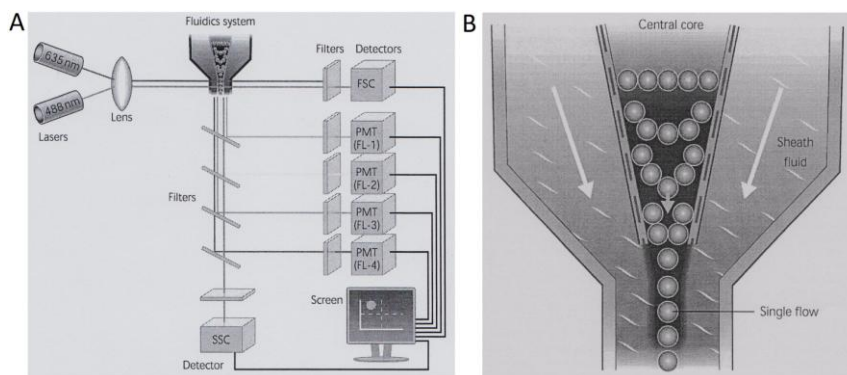 A
Fluidics system
635 nm
488 nm
Lasers
Lens
Filters
Detectors
FSC
PMT
(FL-1)
PMT
(FL-2)
PMT
(FL-3)
PMT
(FL-4)
Filters
Screen
SSC
Detector
B
Central core
Sheath
fluid
Single flow